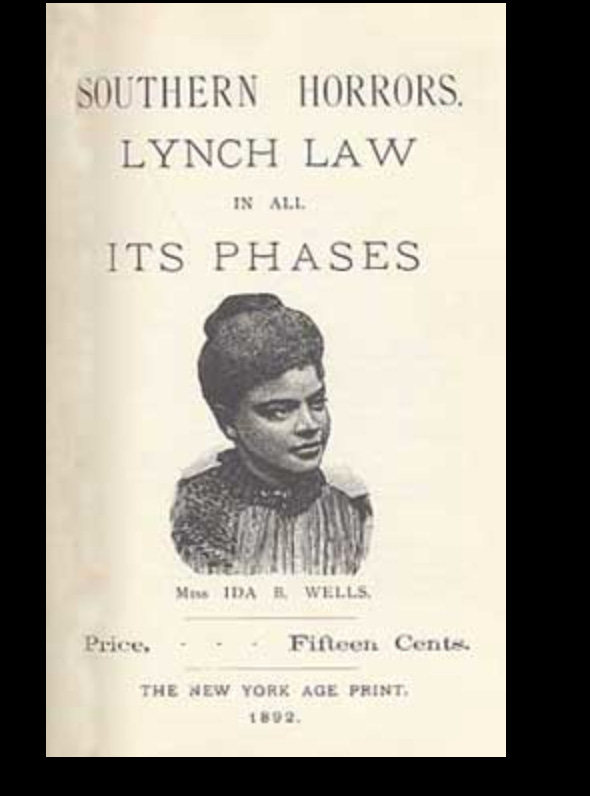 SOUTHERN HORRORS.
LYNCH LAW
IN ALL
ITS PHASES
Miss IDA B. WELLS.
Price, - - - Fifteen Cents.
THE NEW YORK AGE PRINT.
1892.